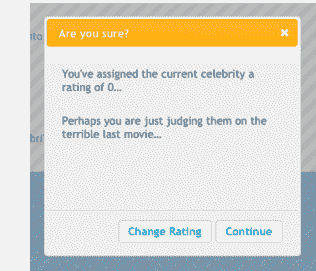 Are you sure?
You've assigned the current celebrity a
rating of 0...
Perhaps you are just judging them on the
terrible last movie...
Change Rating Continue